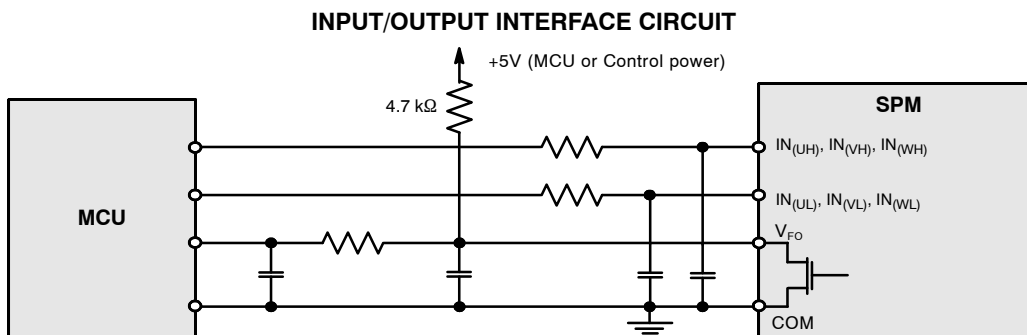 INPUT/OUTPUT INTERFACE CIRCUIT
+5V (MCU or Control power)
4.7 kΩ
SPM
IN(UH), IN(VH), IN(WH)
MCU
IN(UL), IN(VL), IN(WL)
VFO
COM